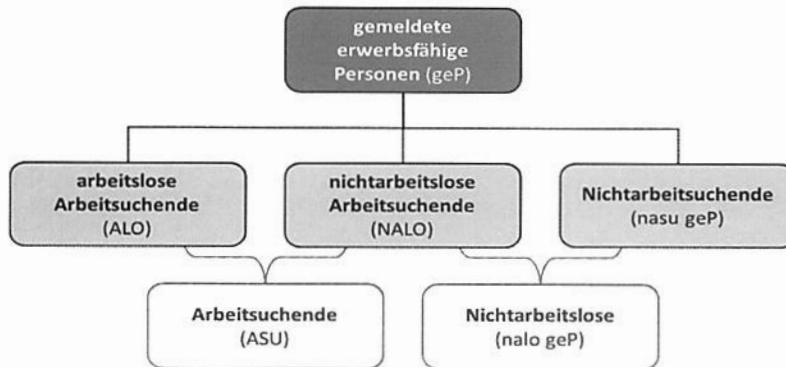 gemeldete
erwerbsfähige
Personen (geP)
arbeitslose
Arbeitsuchende
(ALO)
nichtarbeitslose
Arbeitsuchende
(NALO)
Nichtarbeitsuchende
(nasu geP)
Arbeitsuchende
(ASU)
Nichtarbeitslose
(nalo geP)